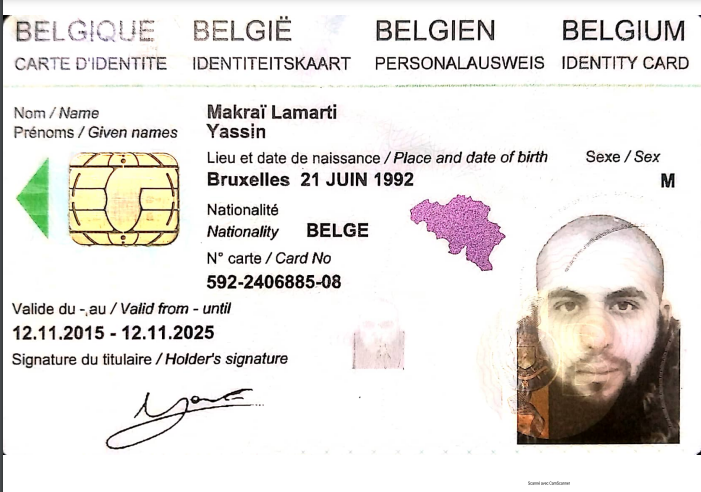 BELGIQUE BELGIË BELGIEN BELGIUM
CARTE D'IDENTITE IDENTITEITSKAART PERSONALAUSWEIS IDENTITY CARD
Nom / Name Makraï Lamarti
Prénoms / Given names Yassin
Lieu et date de naissance / Place and date of birth Sexe / Sex
Bruxelles 21 JUIN 1992 M
Nationalité
Nationality BELGE
N° carte / Card No
592-2406885-08
Valide du - au / Valid from - until
12.11.2015 - 12.11.2025
Signature du titulaire / Holder's signature
Scanné avec CamScanner